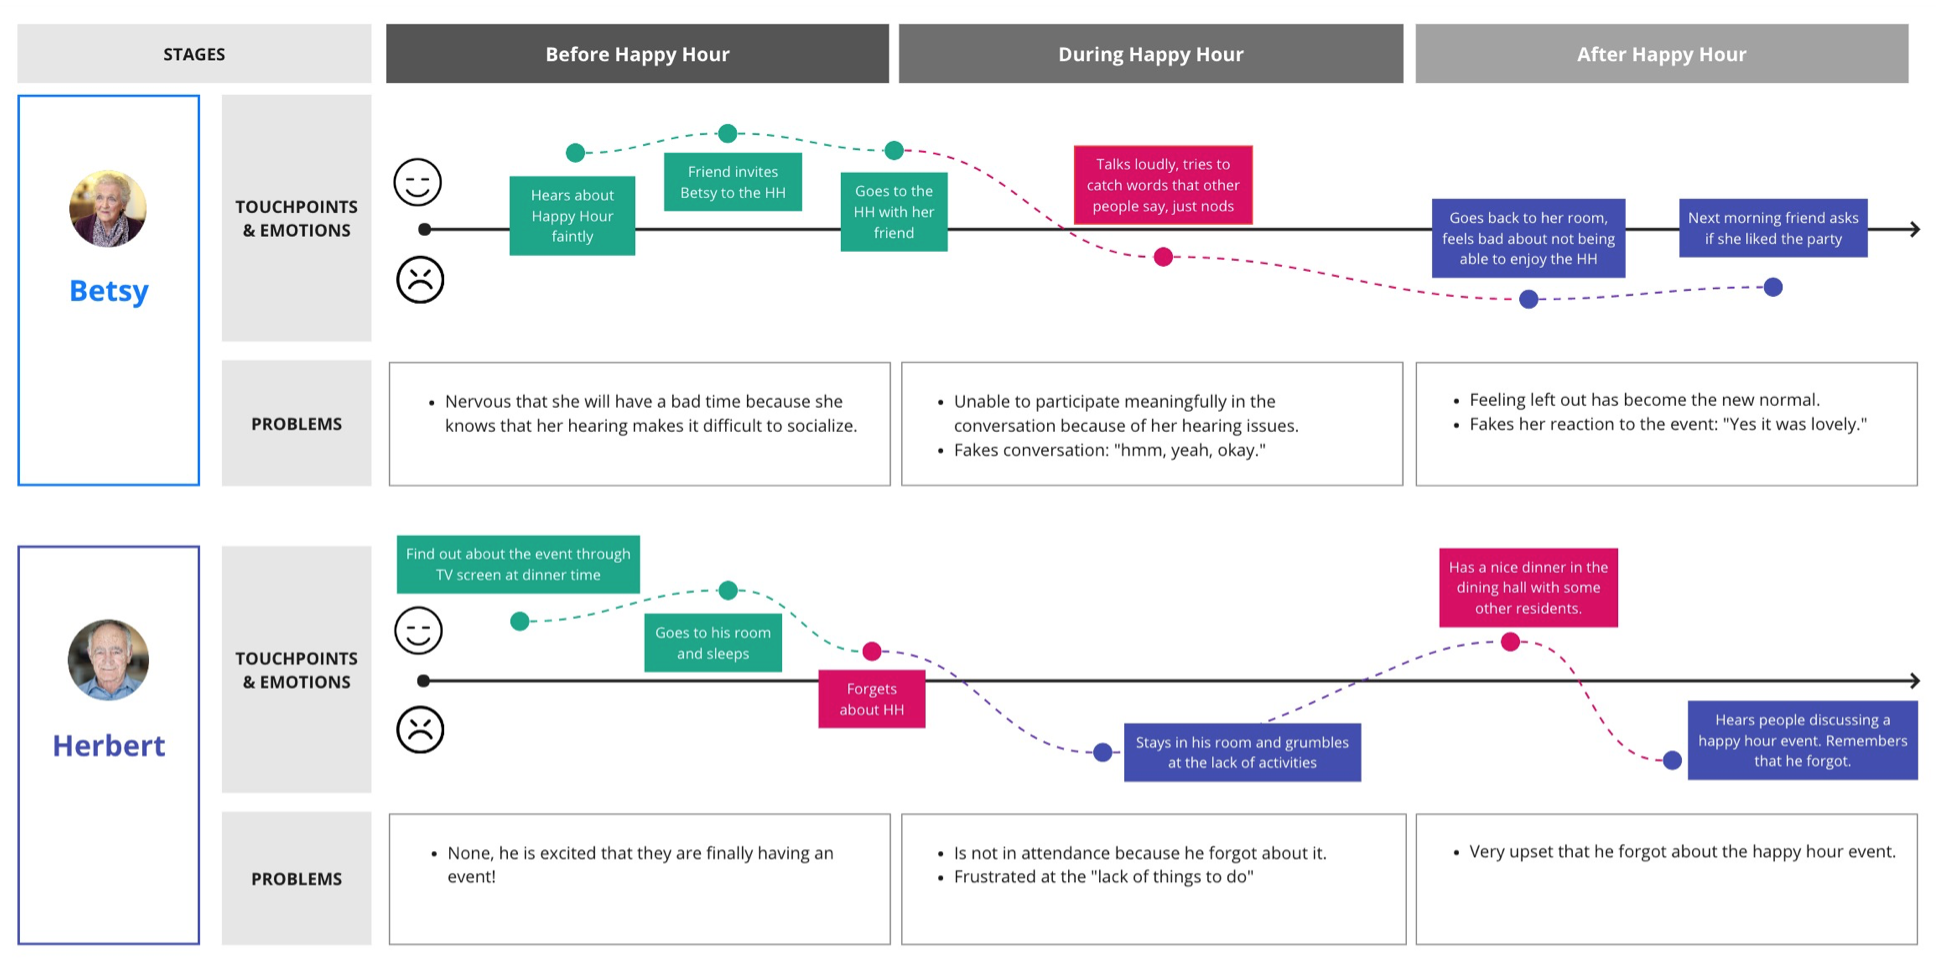 STAGES
Before Happy Hour
During Happy Hour
After Happy Hour
Betsy
TOUCHPOINTS
& EMOTIONS
Hears about
Happy Hour
faintly
Friend invites
Betsy to the HH
Goes to the
HH with her
friend
Talks loudly, tries to
catch words that other
people say, just nods
Goes back to her room,
feels bad about not being
able to enjoy the HH
Next morning friend asks
if she liked the party
PROBLEMS
• Nervous that she will have a bad time because she
knows that her hearing makes it difficult to socialize.
• Unable to participate meaningfully in the
conversation because of her hearing issues.
• Fakes conversation: "hmm, yeah, okay."
• Feeling left out has become the new normal.
• Fakes her reaction to the event: "Yes it was lovely."
Herbert
TOUCHPOINTS
& EMOTIONS
Find out about the event through
TV screen at dinner time
Goes to his room
and sleeps
Forgets
about HH
Stays in his room and grumbles
at the lack of activities
Has a nice dinner in the
dining hall with some
other residents.
Hears people discussing a
happy hour event. Remembers
that he forgot.
PROBLEMS
• None, he is excited that they are finally having an
event!
• Is not in attendance because he forgot about it.
• Frustrated at the "lack of things to do"
• Very upset that he forgot about the happy hour event.